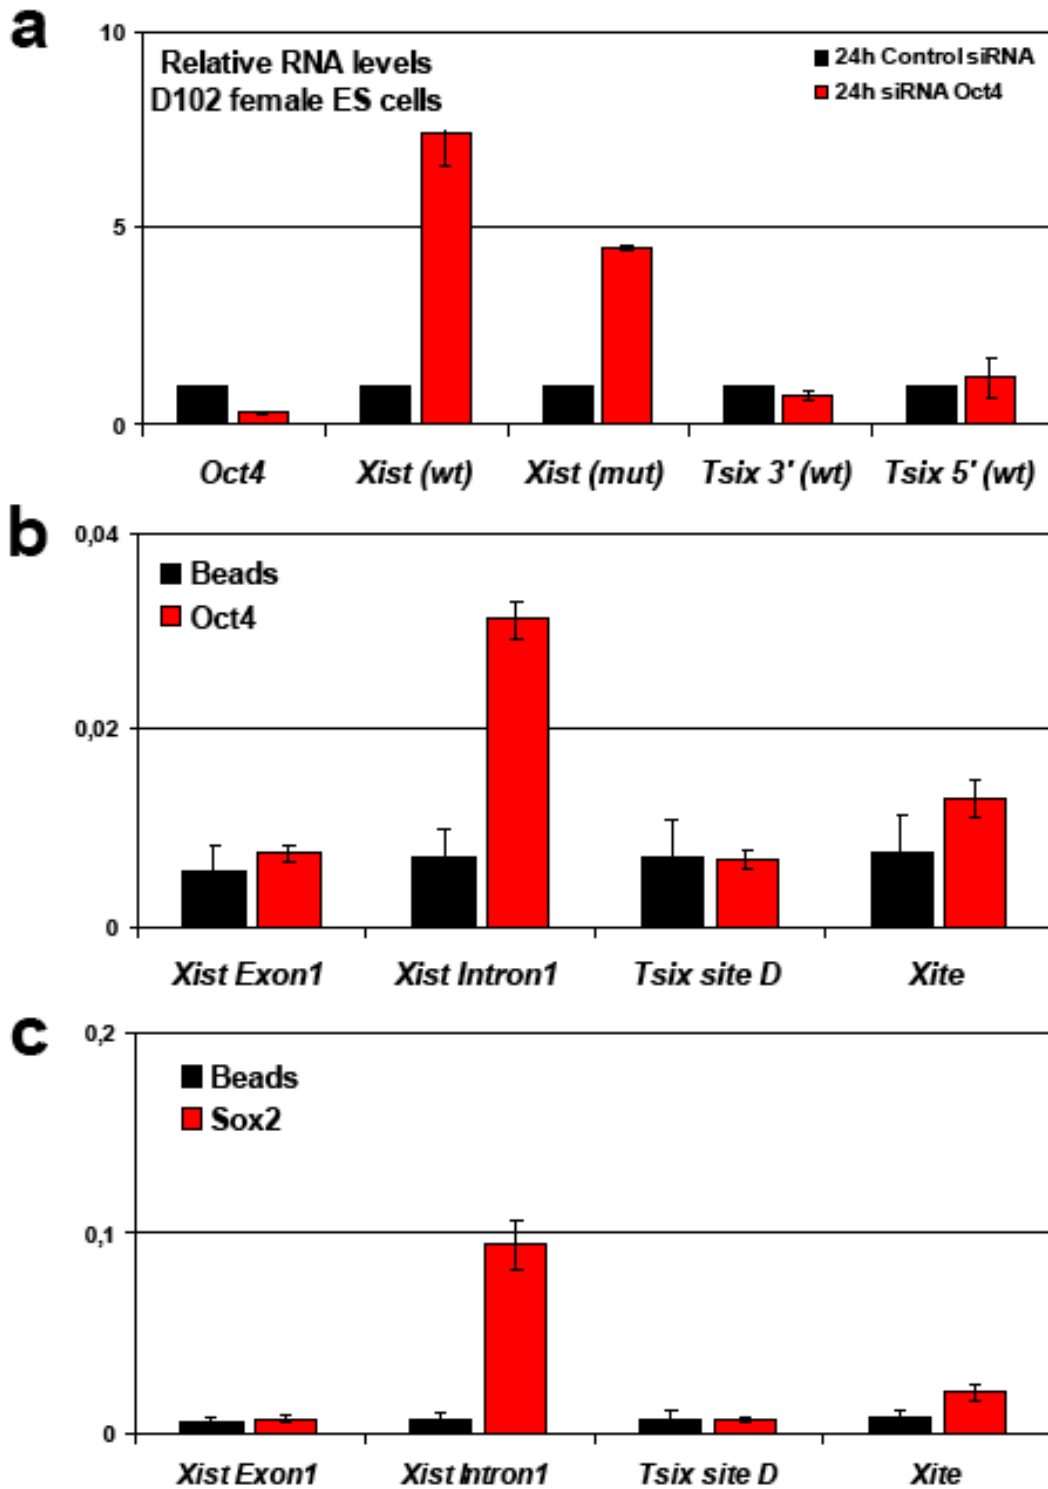 a
10
Relative RNA levels
D102 female ES cells
24h Control siRNA
24h siRNA Oct4
5
0
Oct4 Xist (wt) Xist (mut) Tsix 3' (wt) Tsix 5' (wt)
b
0,04
Beads
Oct4
0,02
0
Xist Exon1 Xist Intron1 Tsix site D Xite
c
0,2
Beads
Sox2
0,1
0
Xist Exon1 Xist Intron1 Tsix site D Xite